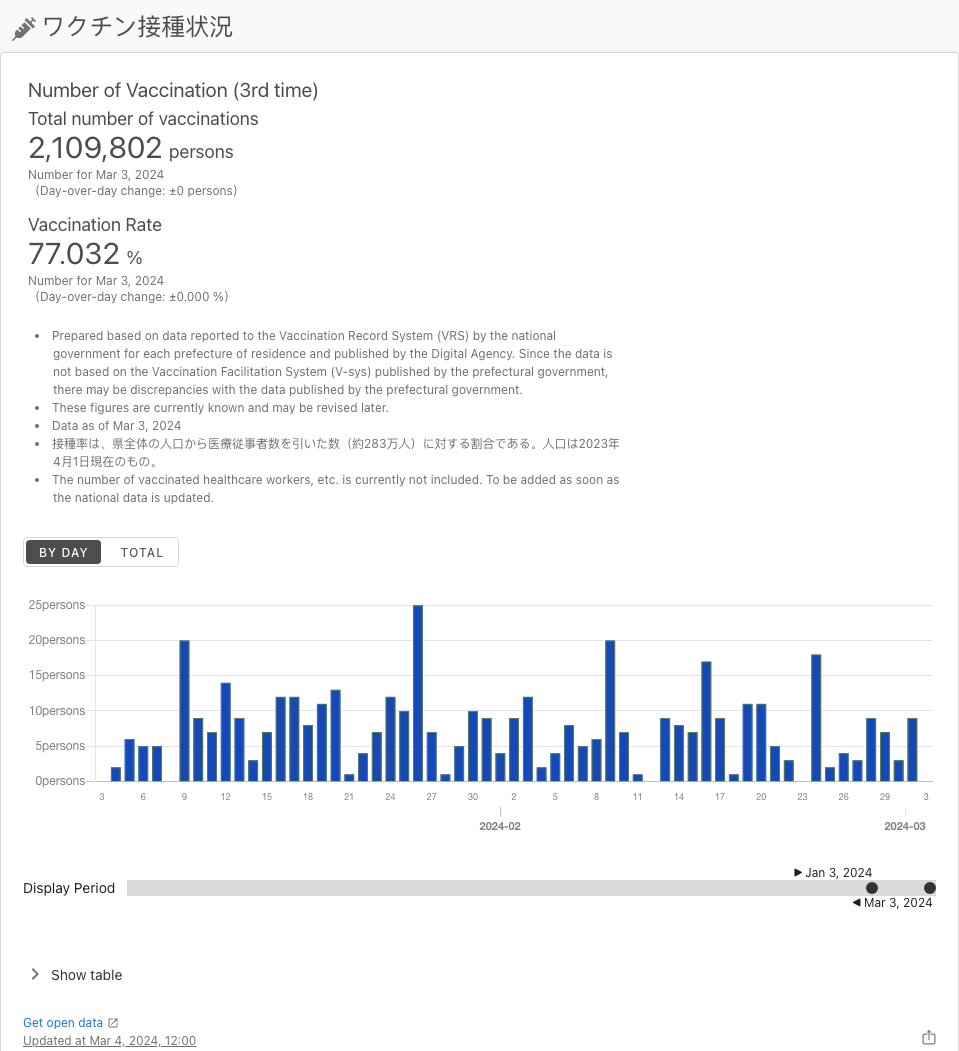 ワクチン接種状況
Number of Vaccination (3rd time)
Total number of vaccinations
2,109,802 persons
Number for Mar 3, 2024
(Day-over-day change: ±0 persons)
Vaccination Rate
77.032 %
Number for Mar 3, 2024
(Day-over-day change: ±0.000 %)
• Prepared based on data reported to the Vaccination Record System (VRS) by the national
government for each prefecture of residence and published by the Digital Agency. Since the data is
not based on the Vaccination Facilitation System (V-sys) published by the prefectural government,
there may be discrepancies with the data published by the prefectural government.
• These figures are currently known and may be revised later.
• Data as of Mar 3, 2024
• 接種率は、県全体の人口から医療従事者数を引いた数（約283万人）に対する割合である。人口は2023年
4月1日現在のもの。
• The number of vaccinated healthcare workers, etc. is currently not included. To be added as soon as
the national data is updated.
BY DAY TOTAL
25persons
20persons
15persons
10persons
5persons
0persons
3 6 9 12 15 18 21 24 27 30 2 5 8 11 14 17 20 23 26 29 3
2024-02 2024-03
Jan 3, 2024
Display Period
Mar 3, 2024
Show table
Get open data
Updated at Mar 4, 2024, 12:00